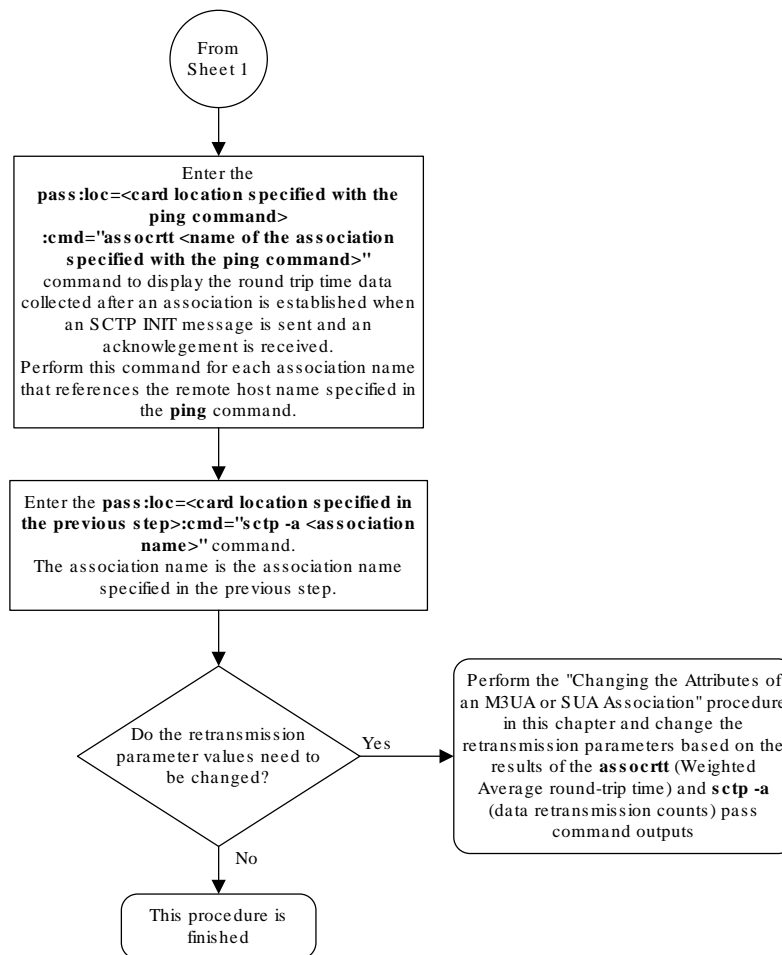 From
Sheet 1
Enter the
pass:loc=<card location specified with the
ping command>
:cmd="assocrtt <name of the association
specified with the ping command>"
command to display the round trip time data
collected after an association is established when
an SCTP INIT message is sent and an
acknowlegement is received.
Perform this command for each association name
that references the remote host name specified in
the ping command.
Enter the pass:loc=<card location specified in
the previous step>:cmd="sctp -a <association
name>" command.
The association name is the association name
specified in the previous step.
Do the retransmission
parameter values need to
be changed?
Yes
Perform the "Changing the Attributes of
an M3UA or SUA Association" procedure
in this chapter and change the
retransmission parameters based on the
results of the assocrtt (Weighted
Average round-trip time) and sctp -a
(data retransmission counts) pass
command outputs
No
This procedure is
finished